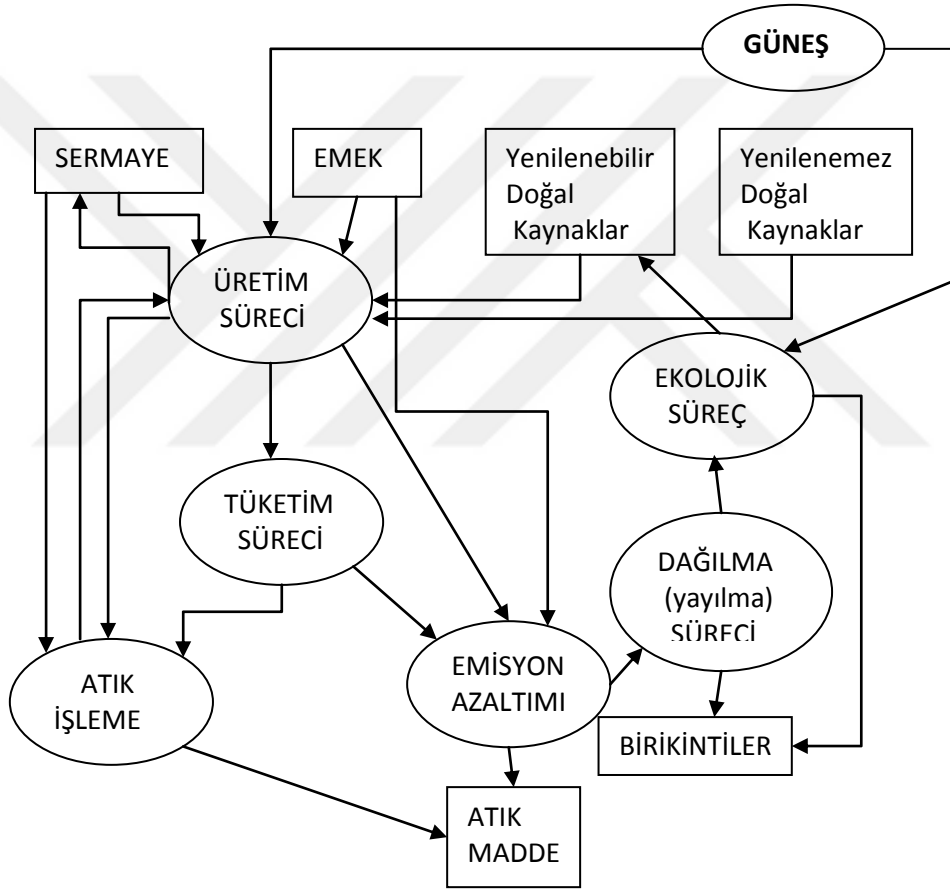 GÜNEŞ
SERMAYE
EMEK
Yenilenebilir
Doğal
Kaynaklar
Yenilenemez
Doğal
Kaynaklar
ÜRETİM
SÜRECİ
EKOLOJİK
SÜREÇ
TÜKETİM
SÜRECİ
DAĞILMA
(yayılma)
SÜRECİ
ATIK
İŞLEME
EMİSYON
AZALTIMI
BİRİKİNTİLER
ATIK
MADDE